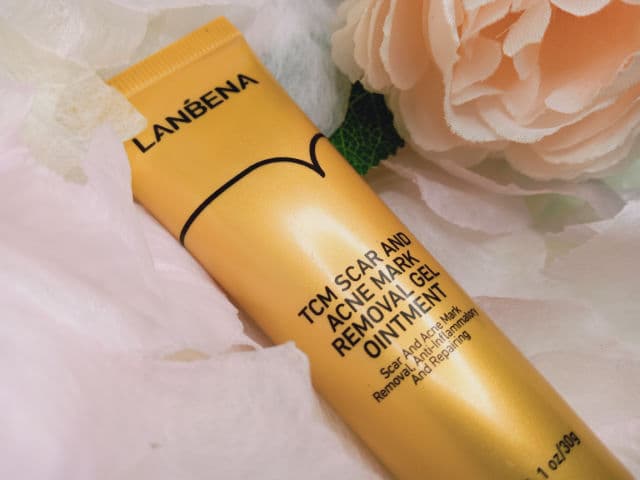 LANBENA
TCM SCAR AND
ACNE MARK
REMOVAL GEL
OINTMENT
Scar And Acne Mark
Removal, Anti-Inflammatory
And Repairing
1 oz/30g